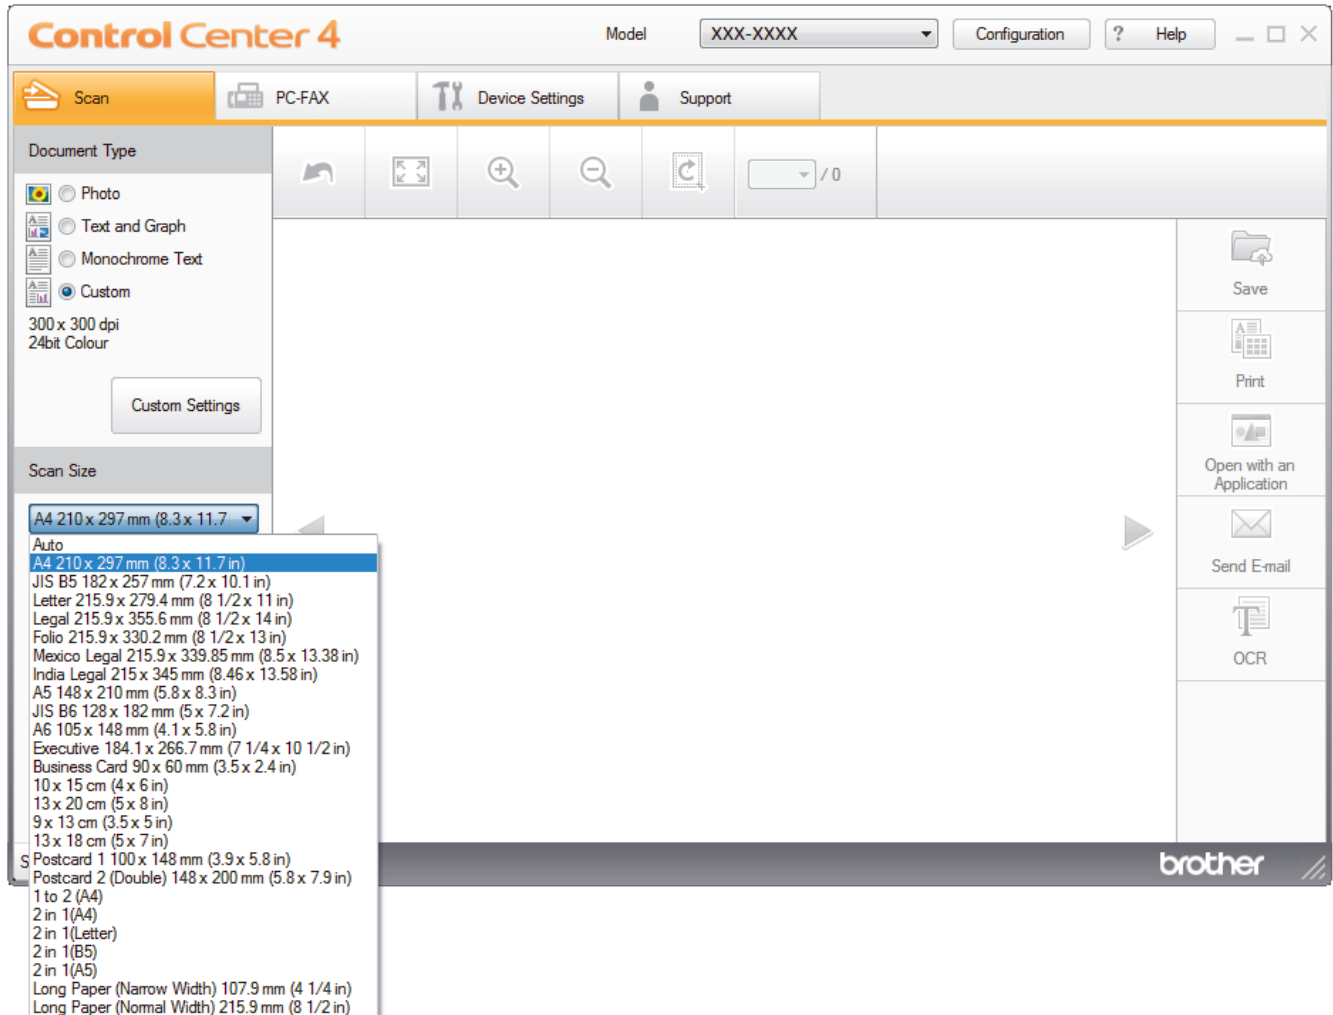 Control Center 4
Model
XXX-XXXX
Configuration
? Help
Scan
PC-FAX
Device Settings
Support
Document Type
/ 0
Photo
Text and Graph
Monochrome Text
Custom
300 x 300 dpi
24bit Colour
Custom Settings
Scan Size
A4 210 x 297 mm (8.3 x 11.7
Auto
A4 210 x 297 mm (8.3 x 11.7 in)
JIS B5 182 x 257 mm (7.2 x 10.1 in)
Letter 215.9 x 279.4 mm (8 1/2 x 11 in)
Legal 215.9 x 355.6 mm (8 1/2 x 14 in)
Folio 215.9 x 330.2 mm (8 1/2 x 13 in)
Mexico Legal 215.9 x 339.85 mm (8.5 x 13.38 in)
India Legal 215 x 345 mm (8.46 x 13.58 in)
A5 148 x 210 mm (5.8 x 8.3 in)
JIS B6 128 x 182 mm (5 x 7.2 in)
A6 105 x 148 mm (4.1 x 5.8 in)
Executive 184.1 x 266.7 mm (7 1/4 x 10 1/2 in)
Business Card 90 x 60 mm (3.5 x 2.4 in)
10 x 15 cm (4 x 6 in)
13 x 20 cm (5 x 8 in)
9 x 13 cm (3.5 x 5 in)
13 x 18 cm (5 x 7 in)
Postcard 1 100 x 148 mm (3.9 x 5.8 in)
Postcard 2 (Double) 148 x 200 mm (5.8 x 7.9 in)
1 to 2 (A4)
2 in 1(A4)
2 in 1(Letter)
2 in 1(B5)
2 in 1(A5)
Long Paper (Narrow Width) 107.9 mm (4 1/4 in)
Long Paper (Normal Width) 215.9 mm (8 1/2 in)
Save
Print
Open with an
Application
Send E-mail
OCR
brother